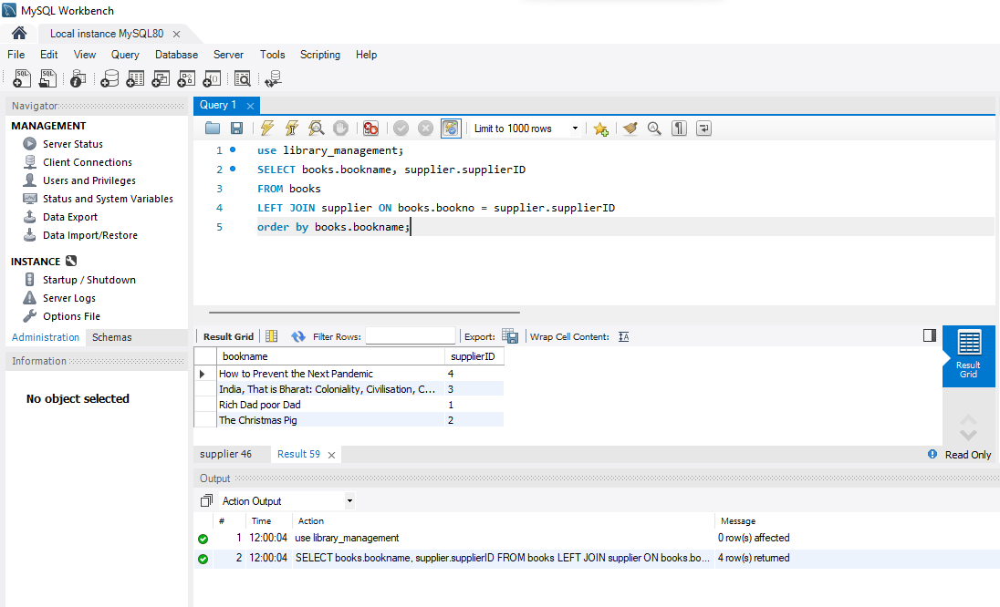 MySQL Workbench
Local instance MySQL80 ×
File Edit View Query Database Server Tools Scripting Help
Navigator
MANAGEMENT
Server Status
Client Connections
Users and Privileges
Status and System Variables
Data Export
Data Import/Restore
INSTANCE
Startup / Shutdown
Server Logs
Options File
Administration Schemas
Information
No object selected
Query 1 ×
Limit to 1000 rows
1 use library_management;
2 SELECT books.bookname, supplier.supplierID
3 FROM books
4 LEFT JOIN supplier ON books.bookno = supplier.supplierID
5 order by books.bookname;
Result Grid Filter Rows: Export: Wrap Cell Content:
bookname supplierID
How to Prevent the Next Pandemic 4
India, That is Bharat: Coloniality, Civilisation, C... 3
Rich Dad poor Dad 1
The Christmas Pig 2
Result
Grid
supplier 46 Result 59 × Read Only
Output
Action Output
# Time Action Message
1 12:00:04 use library_management 0 row(s) affected
2 12:00:04 SELECT books.bookname, supplier.supplierID FROM books LEFT JOIN supplier ON books.bo... 4 row(s) returned